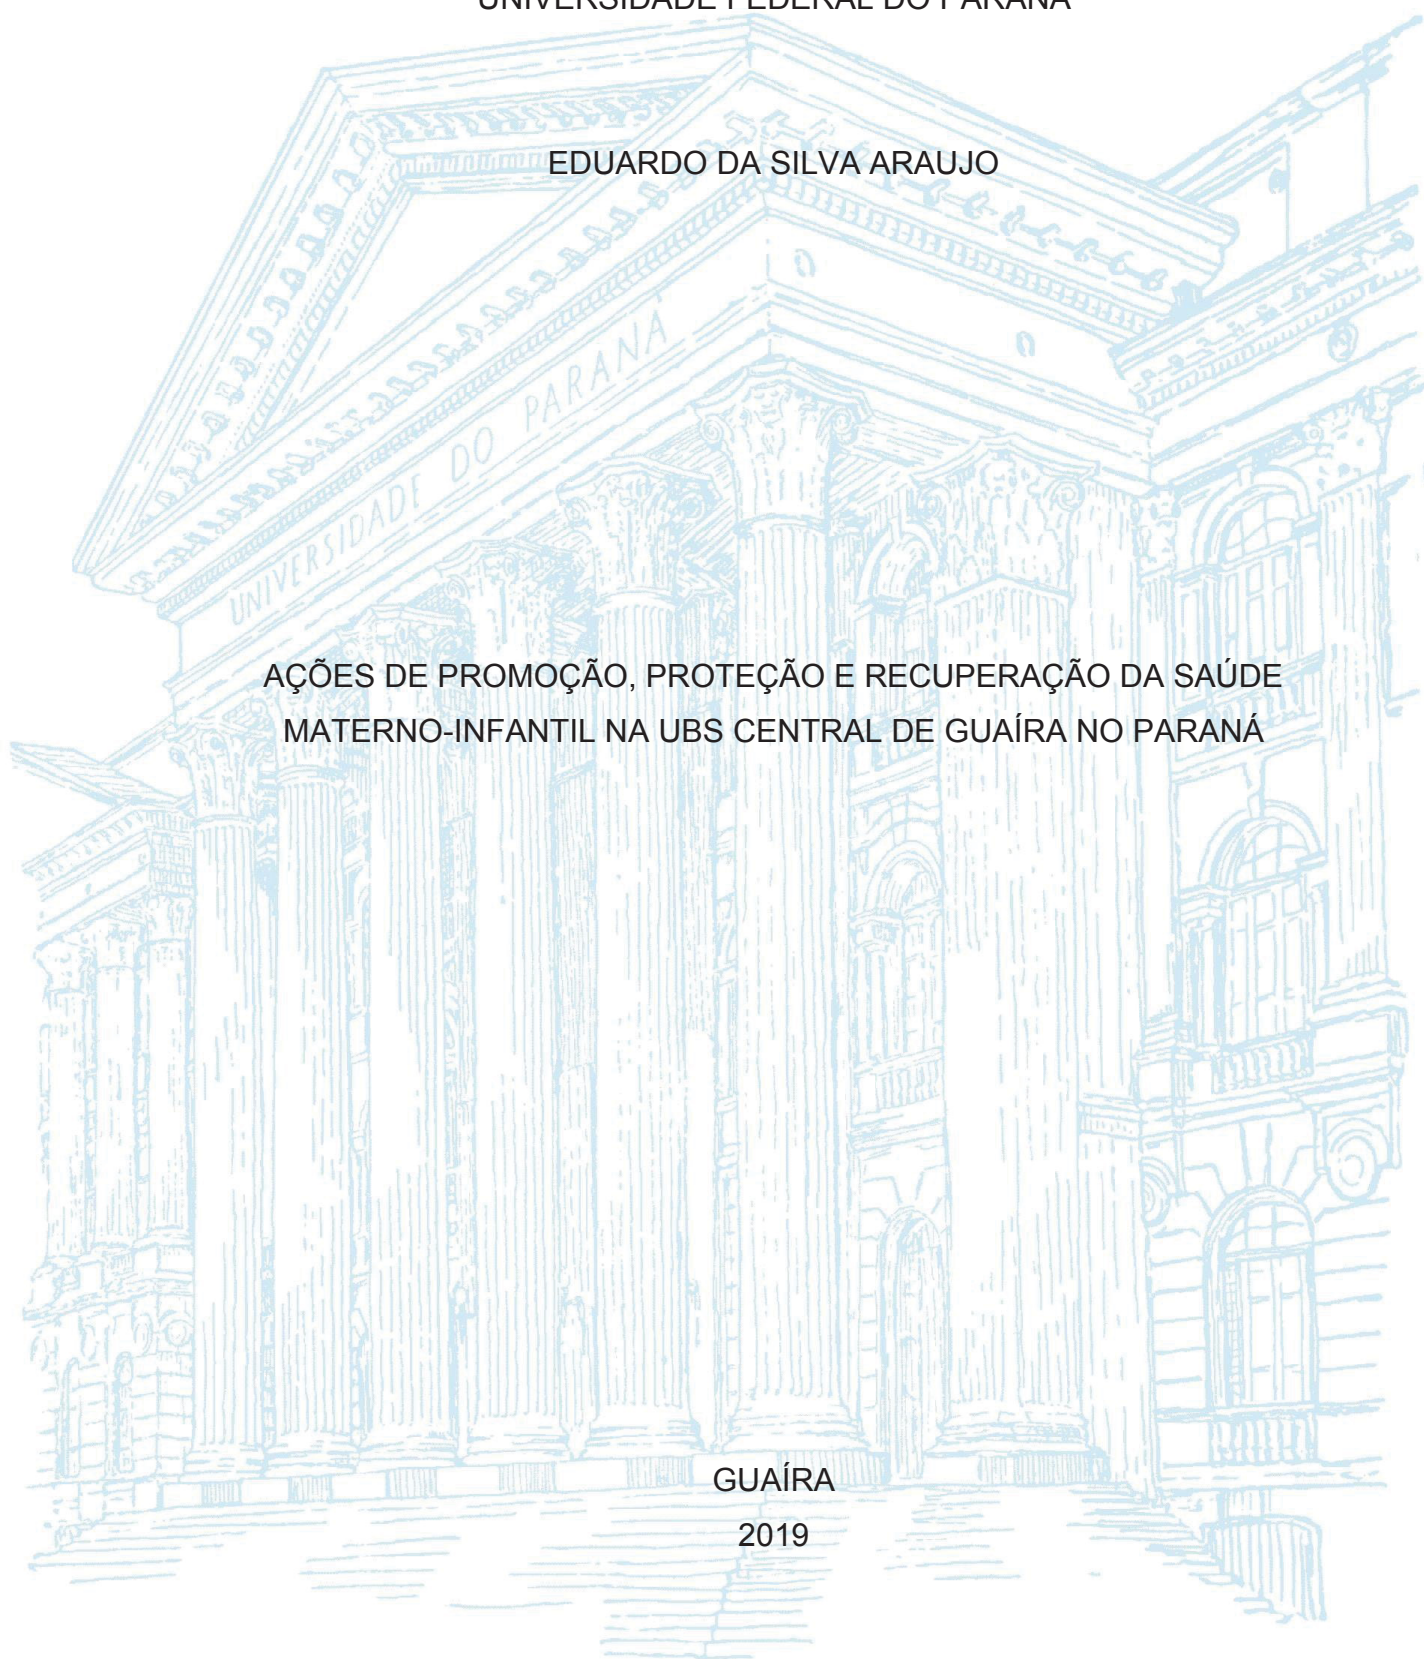 UNIVERSIDADE FEDERAL DO PARANÁ
EDUARDO DA SILVA ARAUJO
UNIVERSIDADE DO PARANÁ
AÇÕES DE PROMOÇÃO, PROTEÇÃO E RECUPERAÇÃO DA SAÚDE
MATERNO-INFANTIL NA UBS CENTRAL DE GUAÍRA NO PARANÁ
GUAÍRA
2019